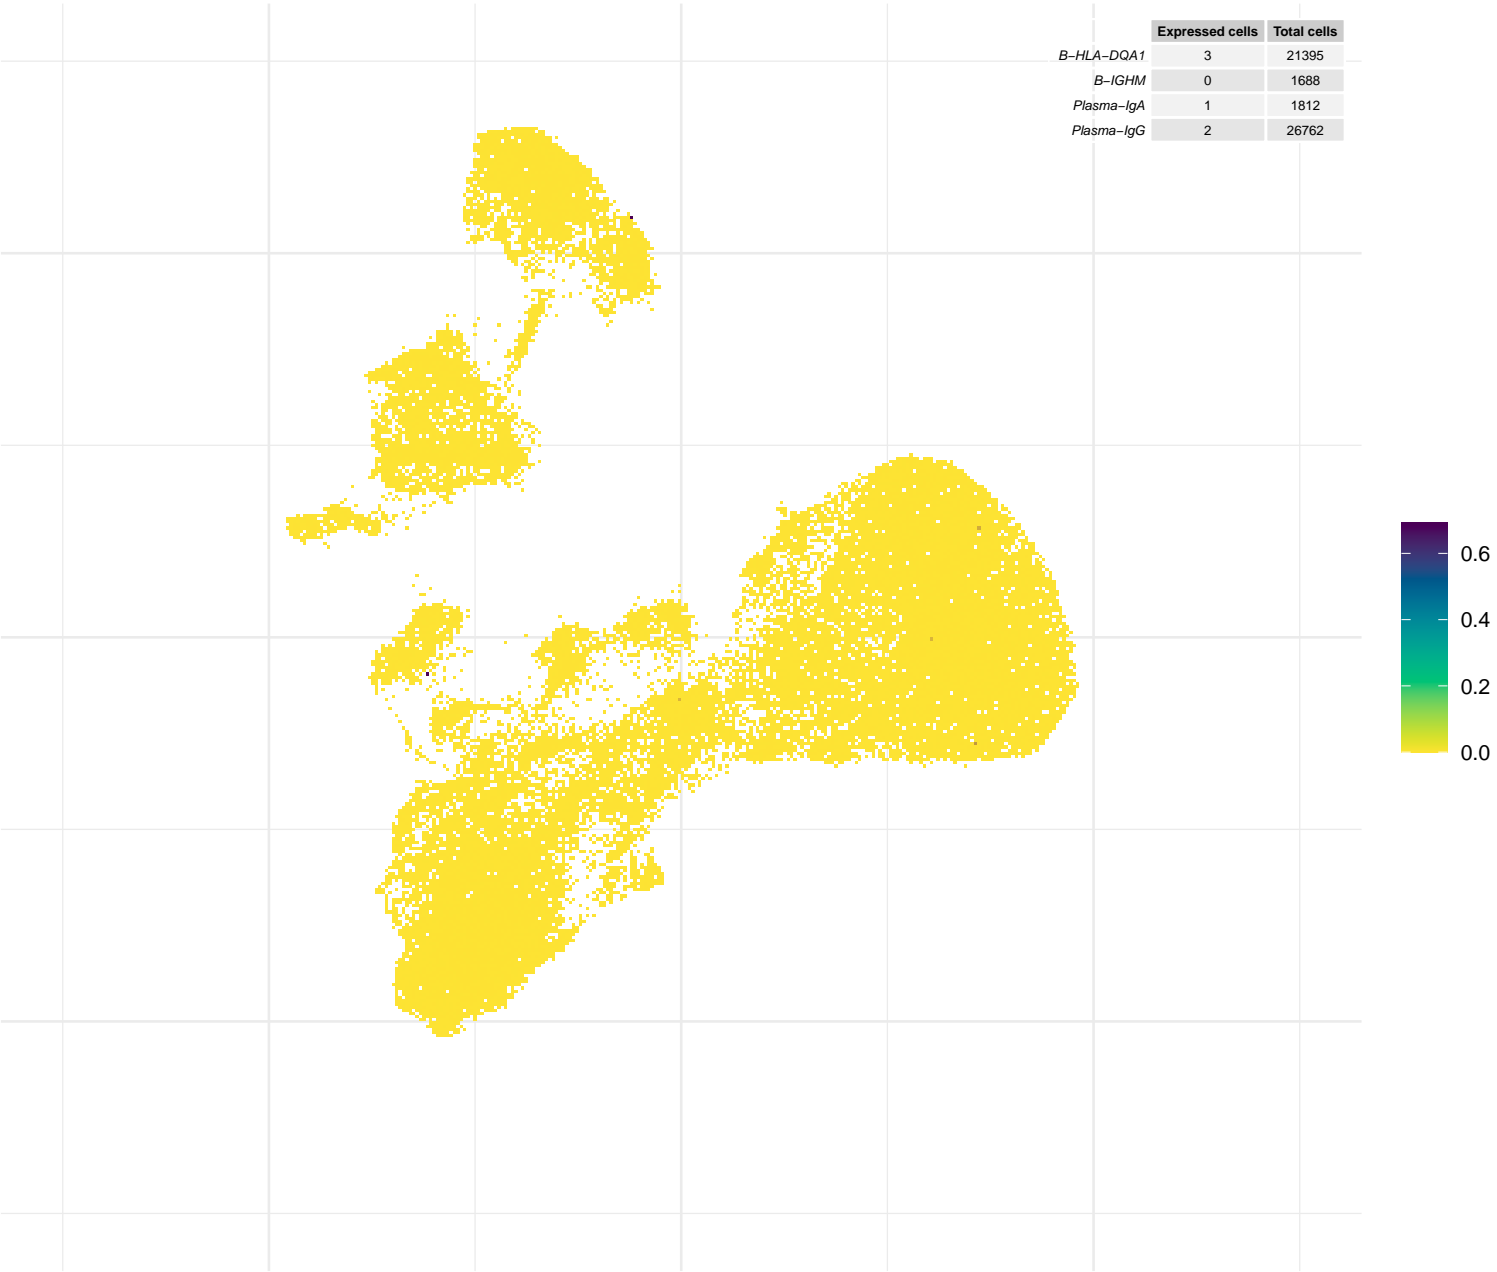 Expressed cells Total cells
B−HLA−DQA1 3 21395
B−IGHM 0 1688
Plasma−IgA 1 1812
Plasma−IgG 2 26762
0.6
0.4
0.2
0.0